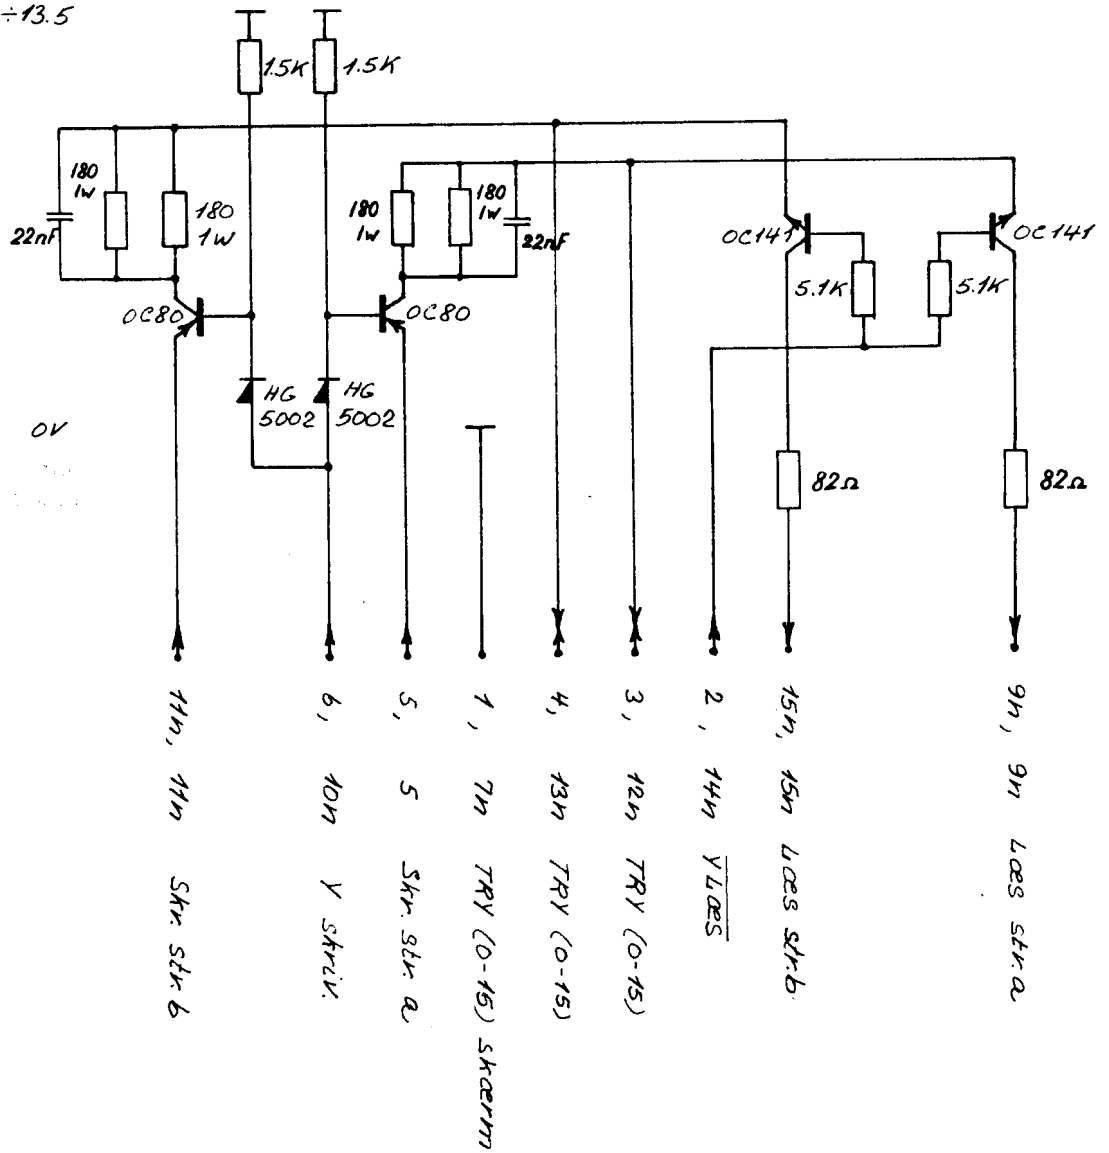 ÷13.5
1.5K
1.5K
180
1W
22nF
180
1W
180
1W
180
1W
22nF
OC141
OC141
5.1K
5.1K
OC80
OC80
HG
5002
HG
5002
0V
82Ω
82Ω
11n, 11n Skr. str. b
6, 10n Y skriv.
5, 5 Skr. str. a
1, 7n TRY (0-15) skærm
4, 13n TRY (0-15)
3, 12n TRY (0-15)
2, 14n Y Læs
15n, 15n Læs str. b
9n, 9n Læs str. a